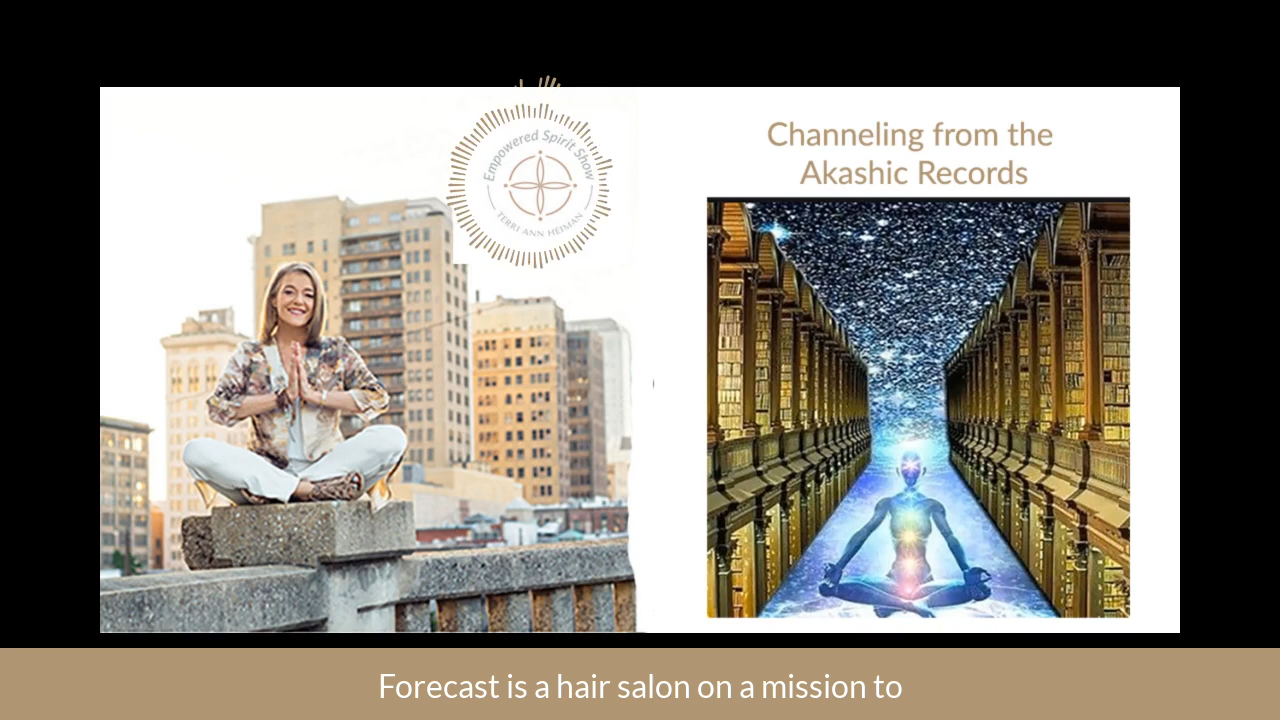 Empowered Spirit Show
TERRI ANN HEIMAN
Channeling from the
Akashic Records
Forecast is a hair salon on a mission to